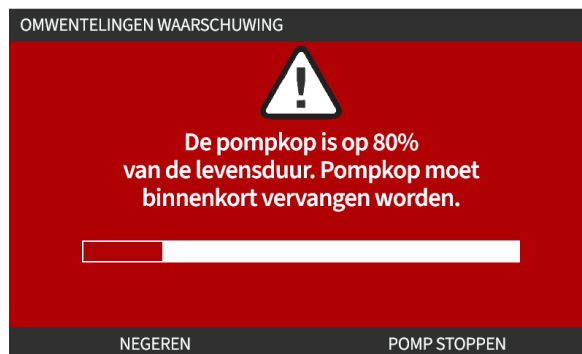 OMWENTELINGEN WAARSCHUWING
!
De pompkop is op 80%
van de levensduur. Pompkop moet
binnenkort vervangen worden.
NEGEREN POMP STOPPEN